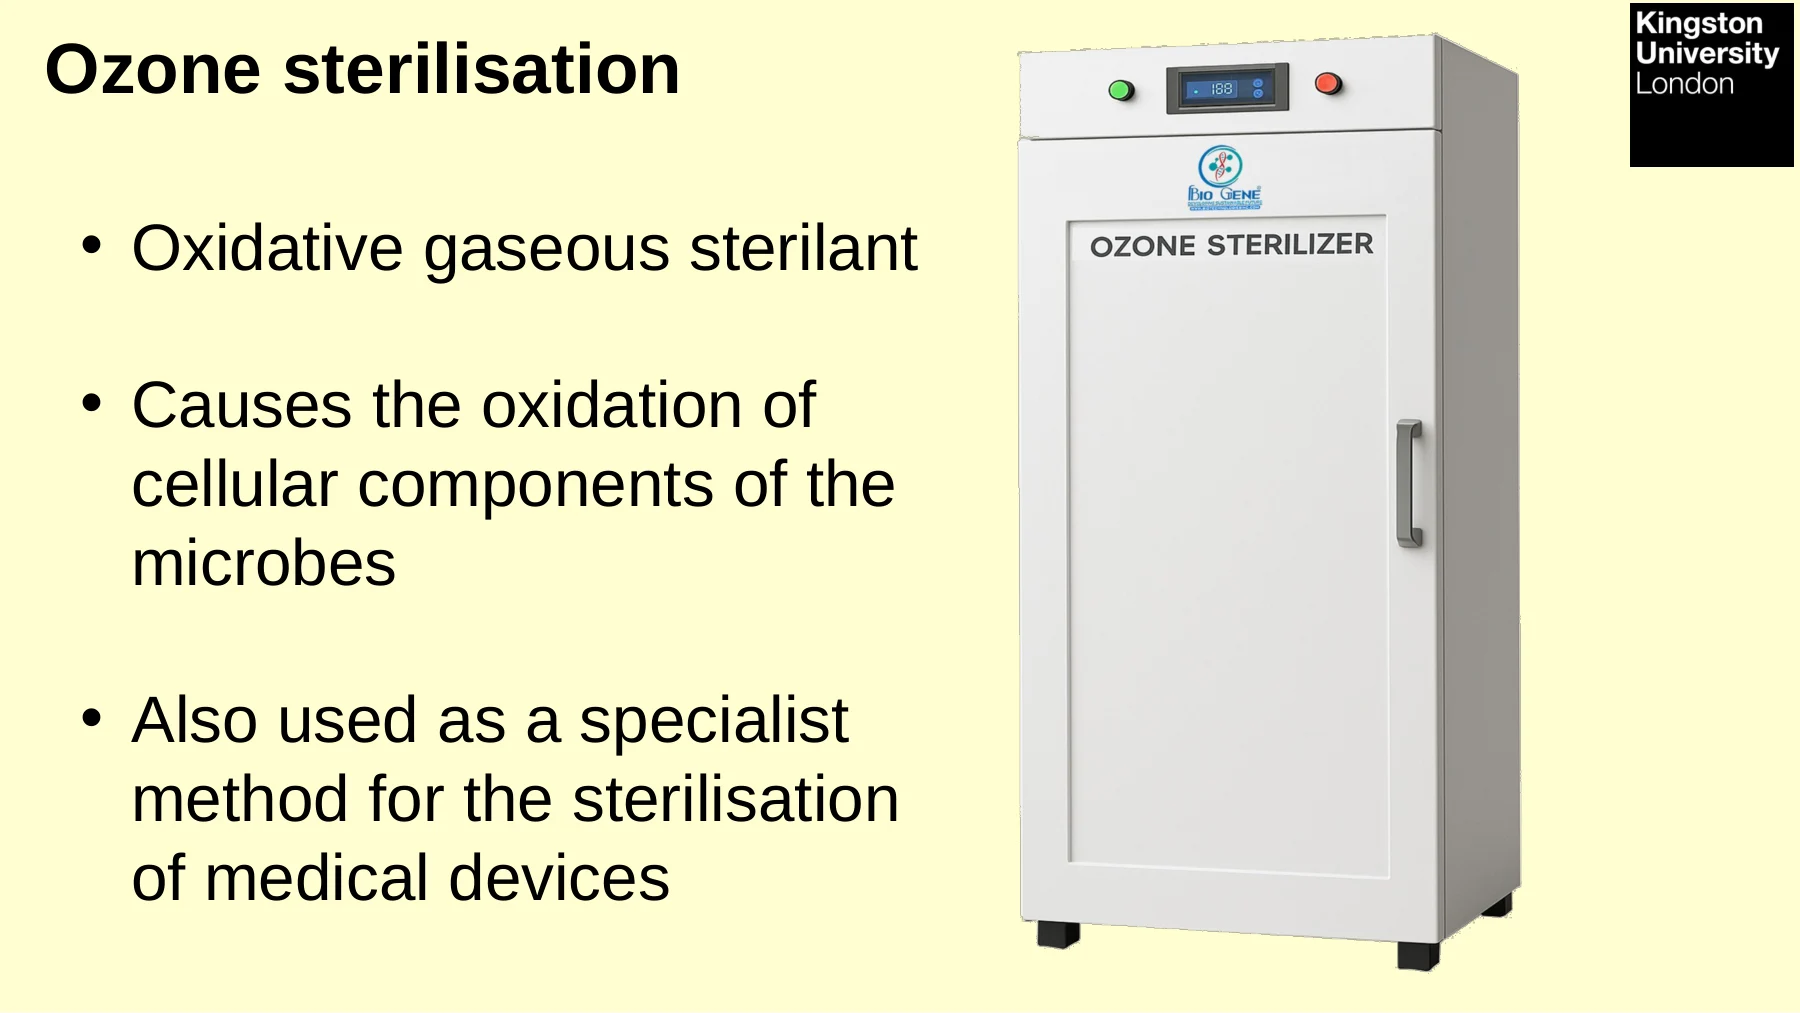 Ozone sterilisation
Kingston
University
London
• Oxidative gaseous sterilant
• Causes the oxidation of
cellular components of the
microbes
• Also used as a specialist
method for the sterilisation
of medical devices
188
BIO GENE
OZONE STERILIZER